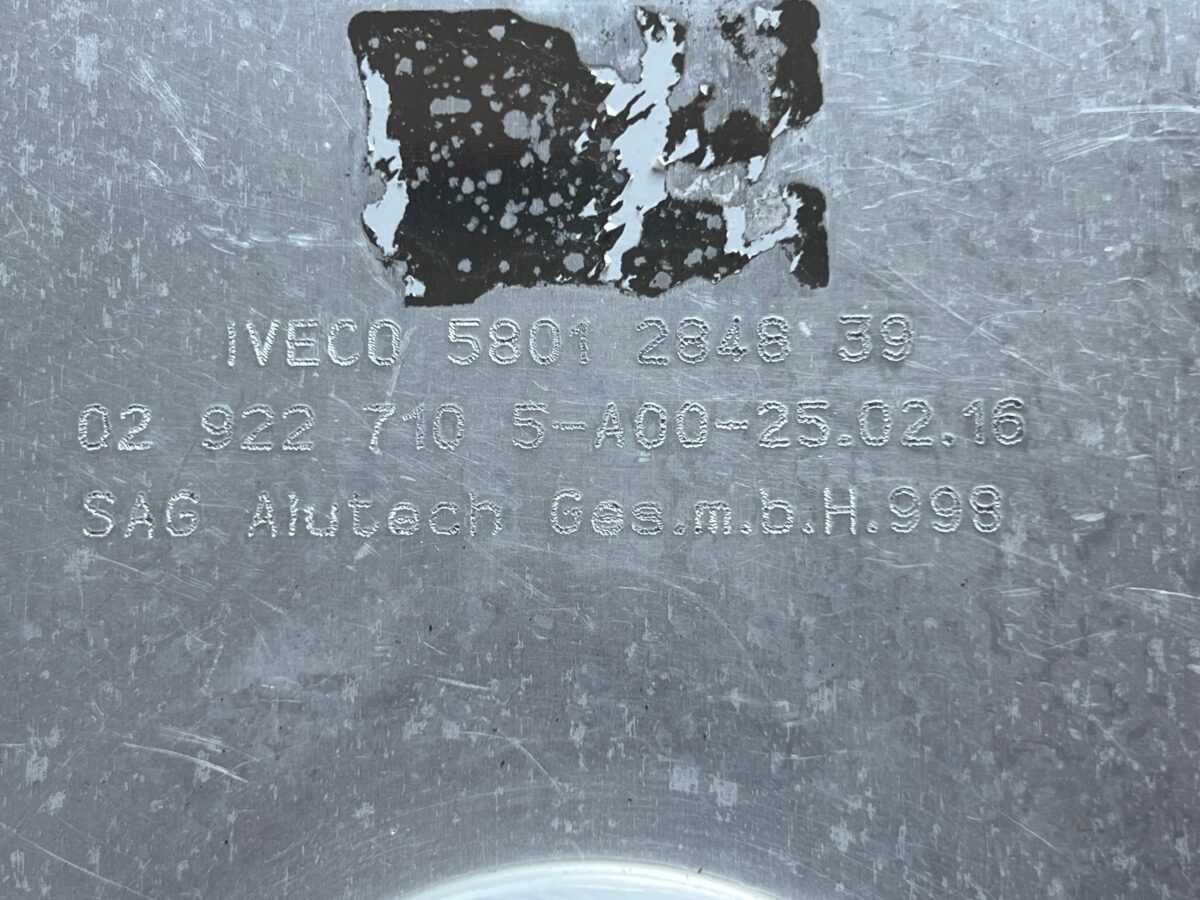 IVECO 5801 2848 39
02 922 710 5-A00-25.02.16
SAG Alutech Ges.m.b.H.998